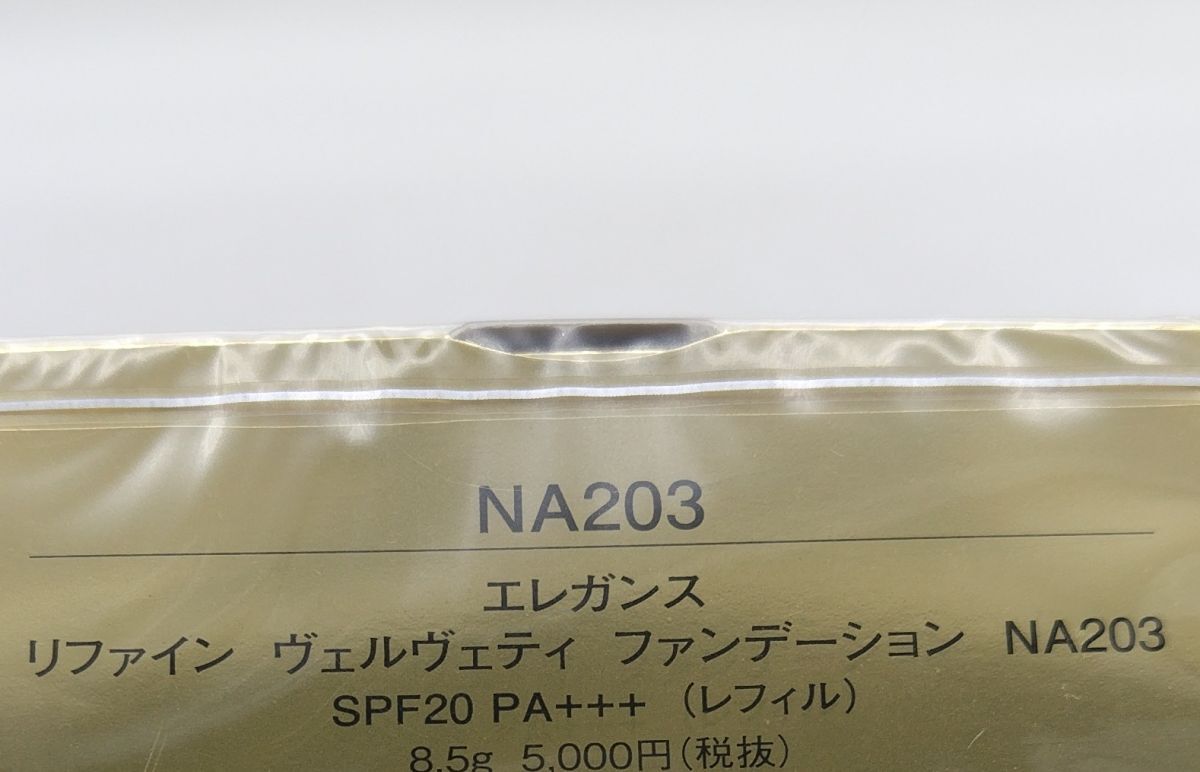 NA203
エレガンス
リファイン ヴェルヴェティ ファンデーション NA203
SPF20 PA+++ (レフィル)
8.5g 5,000円(税抜)